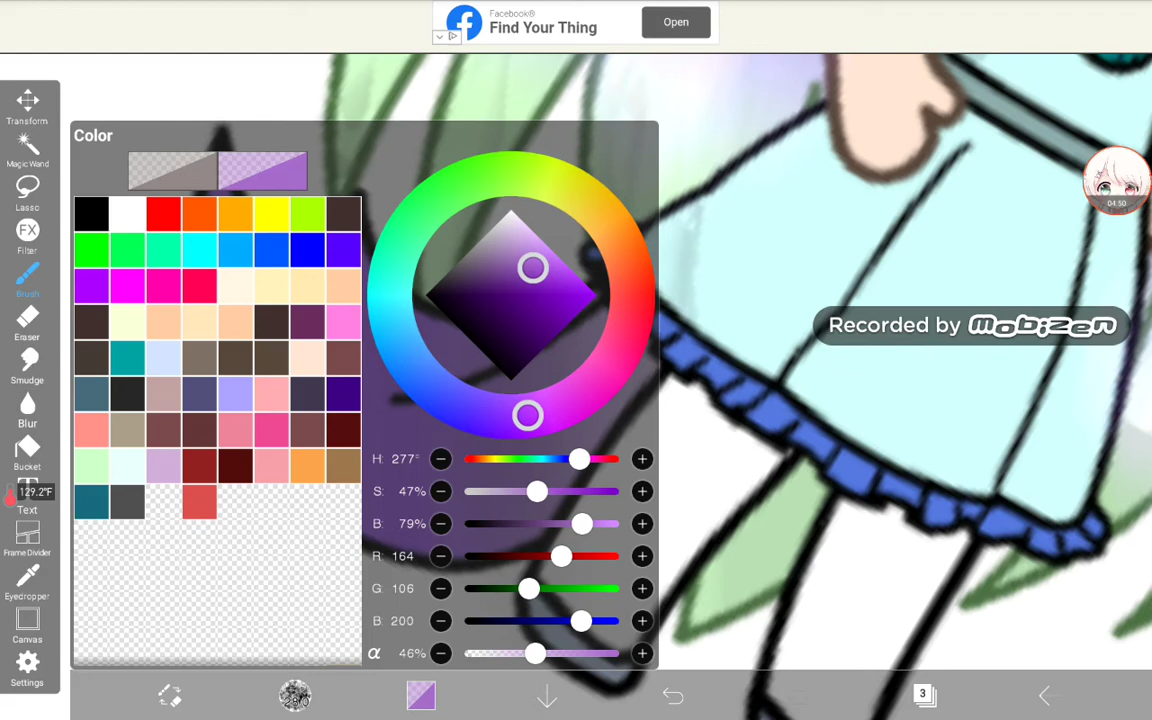 Facebook®
Find Your Thing
Open
Color
Transform
Magic Wand
Lasso
FX
Filter
Brush
Eraser
Smudge
Blur
Bucket
129.2°F
Text
Frame Divider
Eyedropper
Canvas
Settings
H: 277°
S: 47%
B: 79%
R: 164
G: 106
B: 200
α 46%
04:50
Recorded by mobizen
3